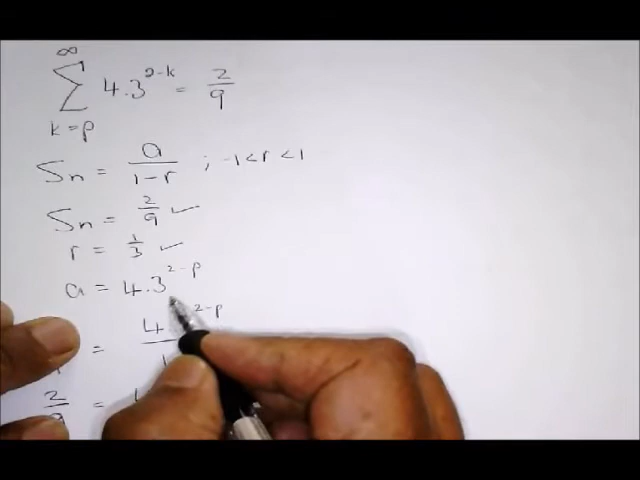 ∞
∑ 4.3^{2-k} = 2/9
k=p
Sn = a/(1-r) ; -1<r<1
Sn = 2/9 ✓
r = 1/3 ✓
a = 4.3^{2-p}
= 4. ^{2-p}
2/9 =